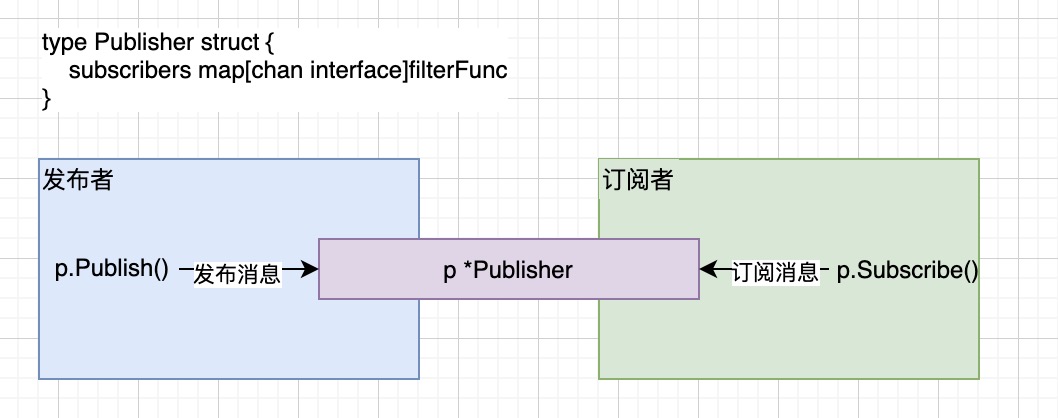 type Publisher struct {
subscribers map[chan interface]filterFunc
}
发布者
订阅者
p.Publish()
发布消息
p *Publisher
订阅消息
p.Subscribe()